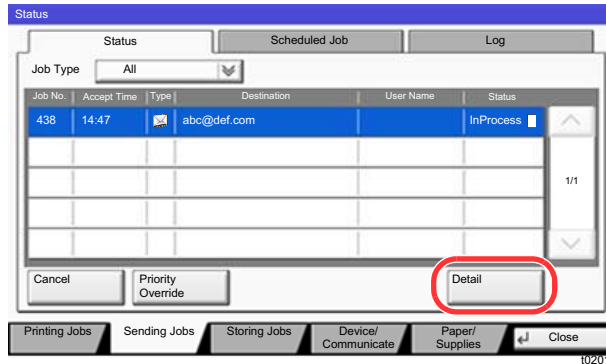 Status
Status Scheduled Job Log
Job Type All
Job No. Accept Time Type Destination User Name Status
438 14:47 abc@def.com InProcess
1/1
Cancel Priority Override Detail
Printing Jobs Sending Jobs Storing Jobs Device/ Communicate Paper/ Supplies Close
t0201